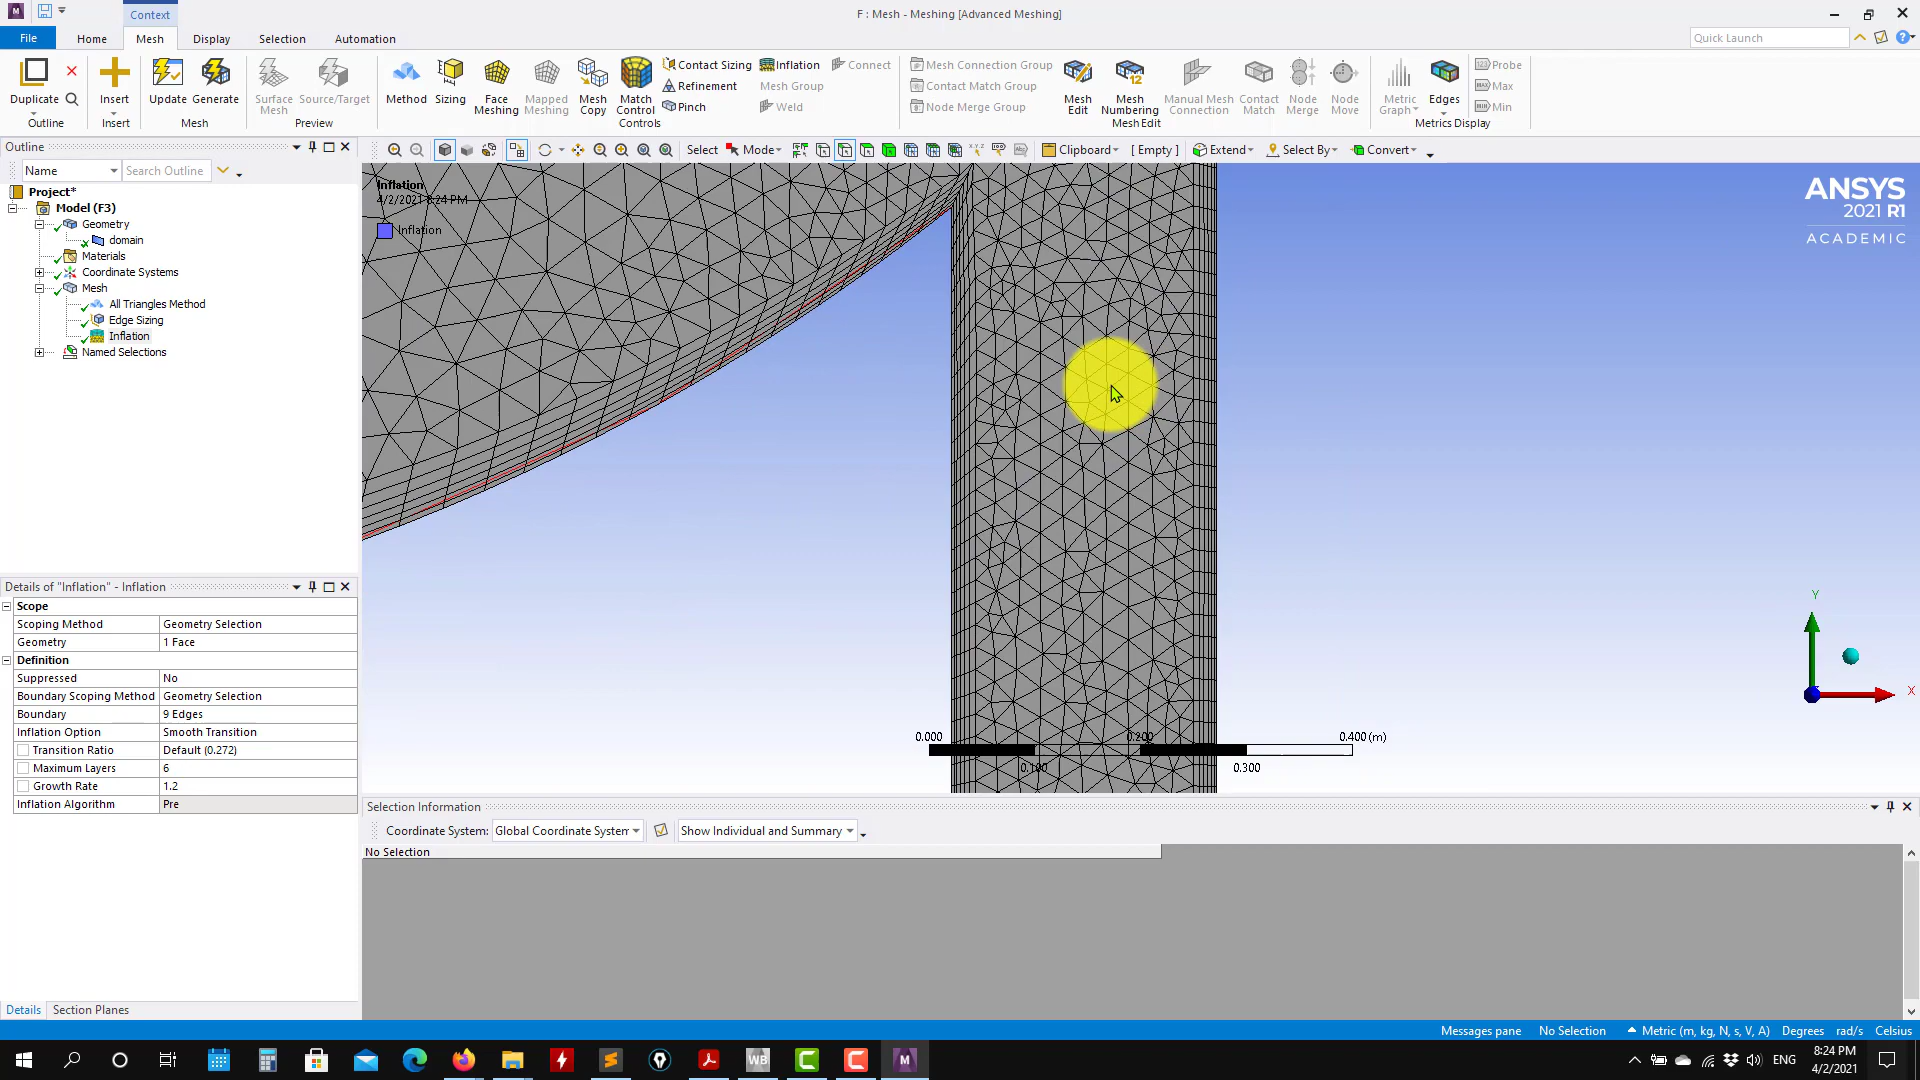 Context
F : Mesh - Meshing [Advanced Meshing]
File
Home
Mesh
Display
Selection
Automation
Quick Launch
Duplicate
Outline
Insert
Insert
Update
Generate
Mesh
Surface Mesh
Source/Target
Preview
Method
Sizing
Face Meshing
Mapped Meshing
Mesh Copy
Match Control
Contact Sizing
Refinement
Pinch
Inflation
Mesh Group
Weld
Connect
Controls
Mesh Connection Group
Contact Match Group
Node Merge Group
Mesh Edit
Mesh Numbering
Manual Mesh Connection
Contact Match
Node Merge
Node Move
Mesh Edit
Metric Graph
Edges
Probe
Max
Min
Metrics Display
Outline
Select
Mode
Clipboard
[ Empty ]
Extend
Select By
Convert
Name
Search Outline
Project*
Model (F3)
Geometry
domain
Materials
Coordinate Systems
Mesh
All Triangles Method
Edge Sizing
Inflation
Named Selections
Inflation
4/2/2021 8:24 PM
Inflation
ANSYS
2021 R1
ACADEMIC
Y
X
0.000
0.200
0.400 (m)
0.100
0.300
Details of "Inflation" - Inflation
Scope
Scoping Method Geometry Selection
Geometry 1 Face
Definition
Suppressed No
Boundary Scoping Method Geometry Selection
Boundary 9 Edges
Inflation Option Smooth Transition
Transition Ratio Default (0.272)
Maximum Layers 6
Growth Rate 1.2
Inflation Algorithm Pre
Selection Information
Coordinate System: Global Coordinate System
Show Individual and Summary
No Selection
Details
Section Planes
Messages pane
No Selection
Metric (m, kg, N, s, V, A)
Degrees
rad/s
Celsius
WB
M
ENG
8:24 PM
4/2/2021